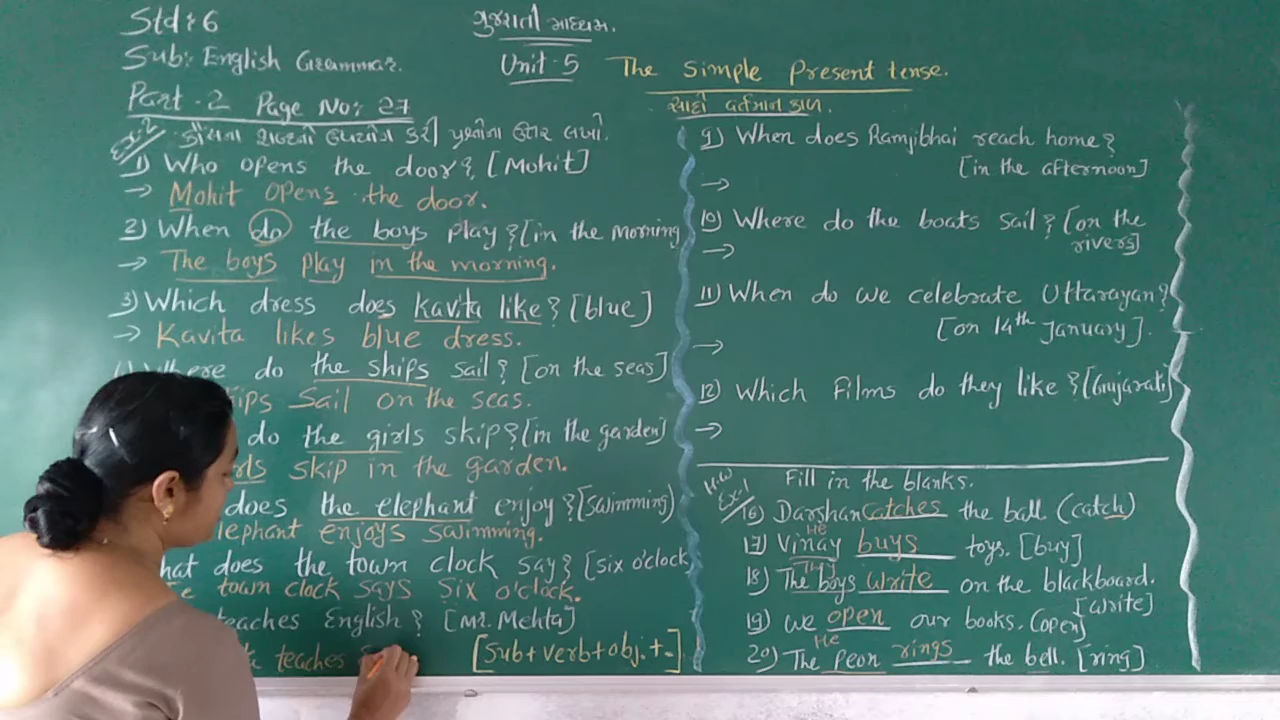 Std: 6
ગુજરાતી માધ્યમ.
Sub: English Grammar.
Unit - 5 The Simple Present tense.
સાદો વર્તમાન કાળ.
Part - 2 Page No: 27
Ex-2 કૌંસના શબ્દનો ઉપયોગ કરી પ્રશ્નોના ઉત્તર લખો.
1) Who opens the door? [Mohit]
→ Mohit opens the door.
2) When do the boys play? [in the morning
→ The boys play in the morning.
3) Which dress does kavita like? [blue]
→ Kavita likes blue dress.
do the ships sail? [on the seas]
Sail on the seas.
do the girls skip? [in the garden]
skip in the garden.
does the elephant enjoy? [swimming]
enjoys swimming.
does the town clock say? [six o'clock
town clock says six o'clock.
teaches English? [Mr. Mehta]
teaches
[Sub + verb + obj. + .]
9) When does Ramjibhai reach home?
[in the afternoon]
→
10) Where do the boats sail? [on the
rivers]
→
11) When do we celebrate Uttarayan?
[on 14th January].
→
12) Which films do they like? [Gujarati]
→
H.W Ex-1 Fill in the blanks.
16) Darshan catches the ball (catch)
He
17) Vinay buys toys. [buy]
They
18) The boys write on the blackboard.
[write]
19) we open our books. (open)
He
20) The peon rings the bell. [ring]